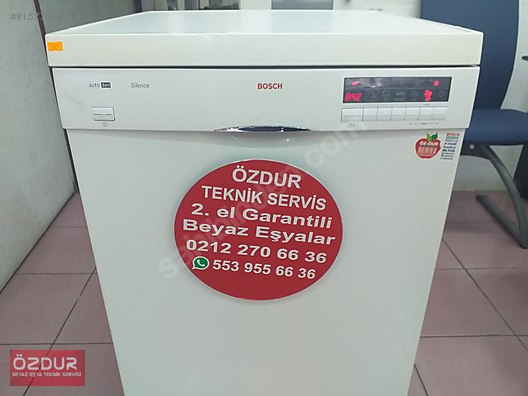 auto 3in1
Silence
BOSCH
ÖZDUR
TEKNİK SERVİS
2. el Garantili
Beyaz Eşyalar
0212 270 66 36
553 955 66 36
ÖZDUR
ÖZDUR
BEYAZ EŞYA TEKNİK SERVİSİ